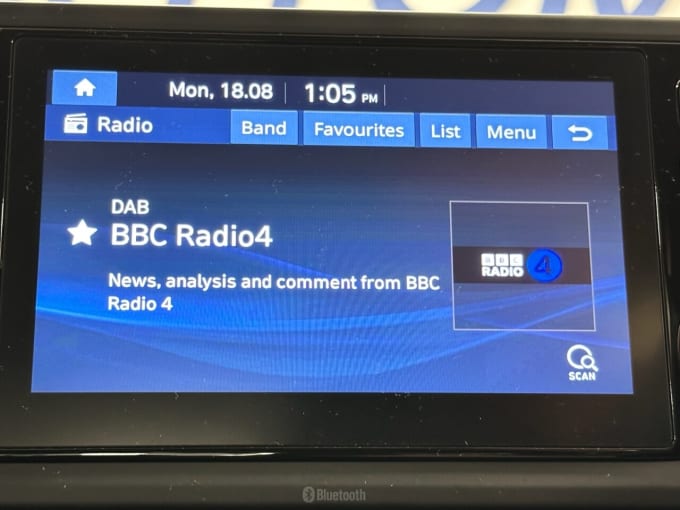 Mon, 18.08 1:05 PM
Radio Band Favourites List Menu
DAB
BBC Radio4
News, analysis and comment from BBC
Radio 4
BBC
RADIO 4
SCAN
Bluetooth